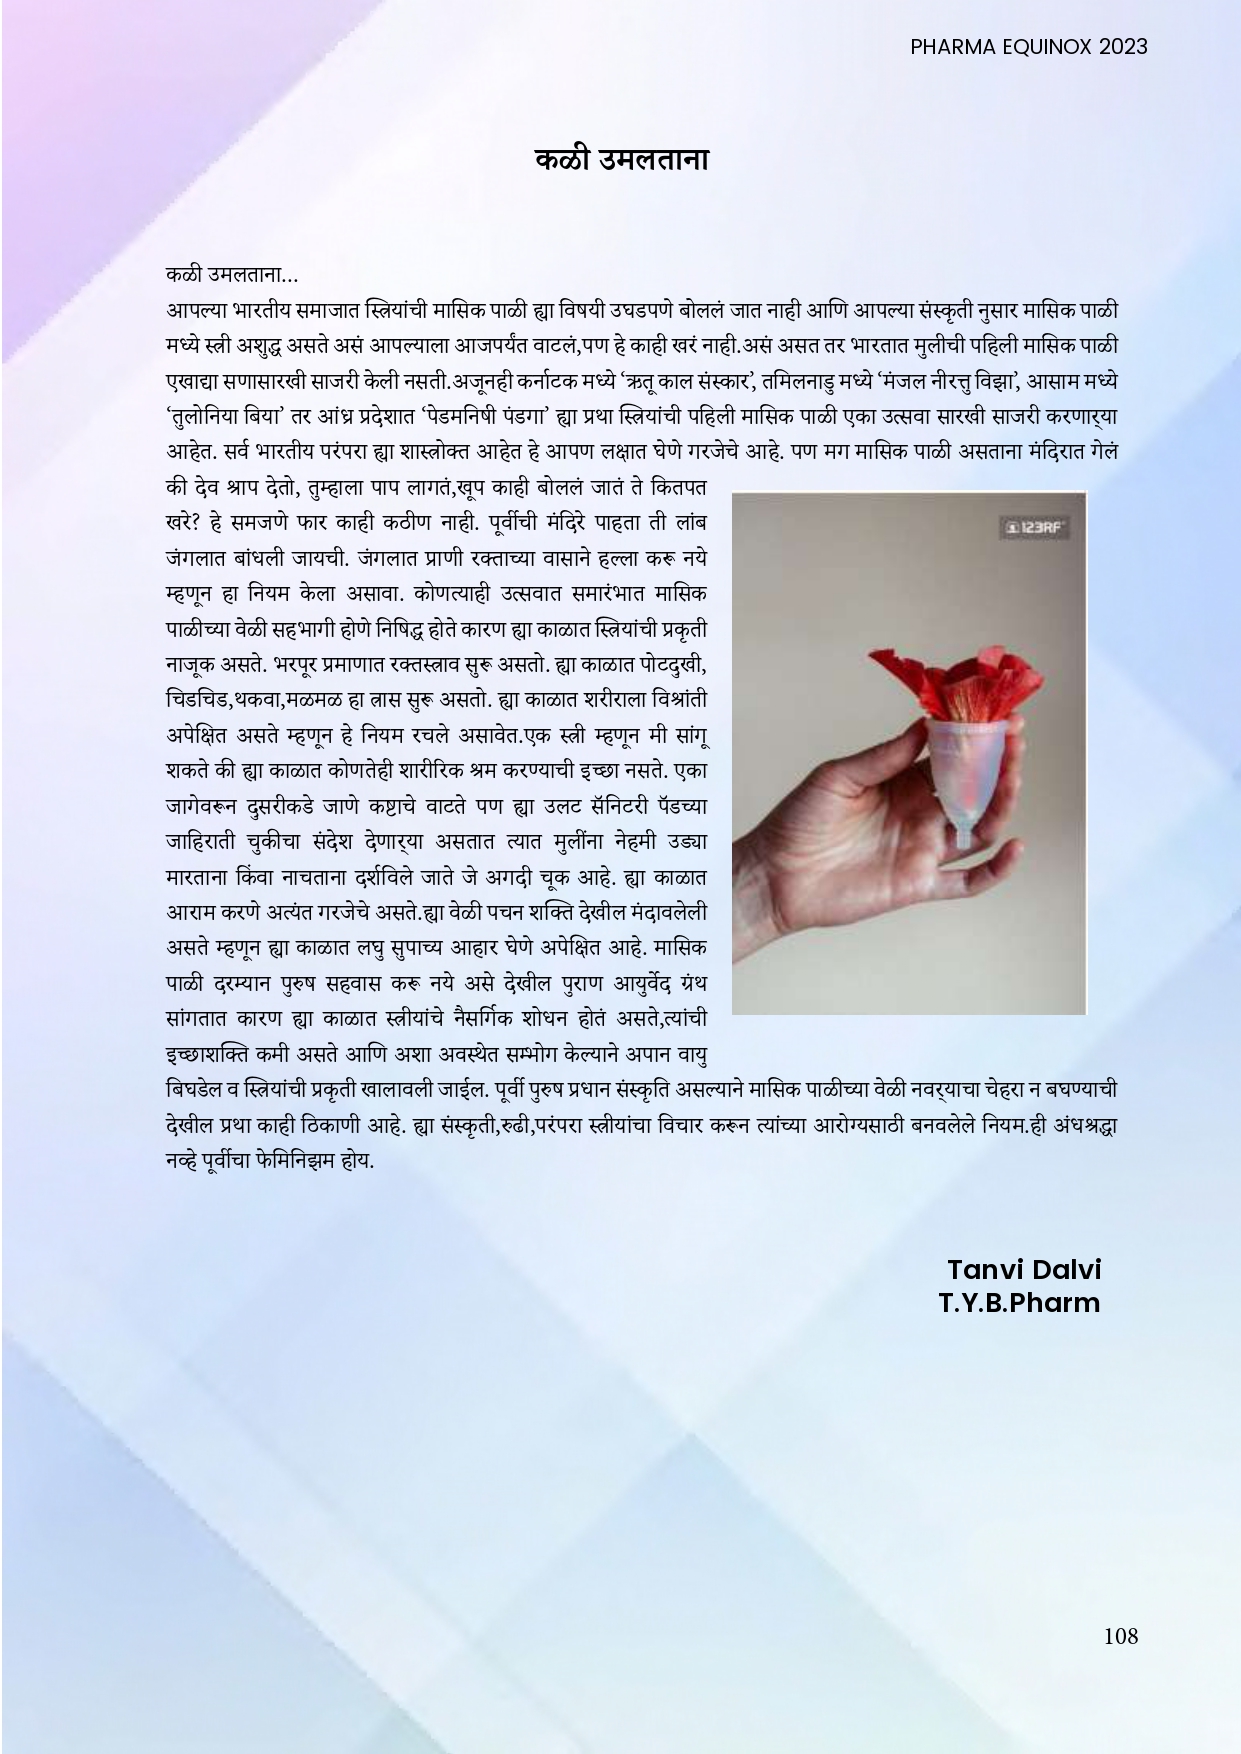 PHARMA EQUINOX 2023
कळी उमलताना
कळी उमलताना...
आपल्या भारतीय समाजात स्त्रियांची मासिक पाळी ह्या विषयी उघडपणे बोललं जात नाही आणि आपल्या संस्कृती नुसार मासिक पाळी
मध्ये स्त्री अशुद्ध असते असं आपल्याला आजपर्यंत वाटलं,पण हे काही खरं नाही.असं असत तर भारतात मुलीची पहिली मासिक पाळी
एखाद्या सणासारखी साजरी केली नसती.अजूनही कर्नाटक मध्ये ‘ऋतू काल संस्कार’, तमिलनाडु मध्ये ‘मंजल नीरत्तु विझा’, आसाम मध्ये
‘तुलोनिया बिया’ तर आंध्र प्रदेशात ‘पेडमनिषी पंडगा’ ह्या प्रथा स्त्रियांची पहिली मासिक पाळी एका उत्सवा सारखी साजरी करणाऱ्या
आहेत. सर्व भारतीय परंपरा ह्या शास्त्रोक्त आहेत हे आपण लक्षात घेणे गरजेचे आहे. पण मग मासिक पाळी असताना मंदिरात गेलं
की देव श्राप देतो, तुम्हाला पाप लागतं,खूप काही बोललं जातं ते कितपत
खरे? हे समजणे फार काही कठीण नाही. पूर्वीची मंदिरे पाहता ती लांब
जंगलात बांधली जायची. जंगलात प्राणी रक्ताच्या वासाने हल्ला करू नये
म्हणून हा नियम केला असावा. कोणत्याही उत्सवात समारंभात मासिक
पाळीच्या वेळी सहभागी होणे निषिद्ध होते कारण ह्या काळात स्त्रियांची प्रकृती
नाजूक असते. भरपूर प्रमाणात रक्तस्त्राव सुरू असतो. ह्या काळात पोटदुखी,
चिडचिड,थकवा,मळमळ हा त्रास सुरू असतो. ह्या काळात शरीराला विश्रांती
अपेक्षित असते म्हणून हे नियम रचले असावेत.एक स्त्री म्हणून मी सांगू
शकते की ह्या काळात कोणतेही शारीरिक श्रम करण्याची इच्छा नसते. एका
जागेवरून दुसरीकडे जाणे कष्टाचे वाटते पण ह्या उलट सॅनिटरी पॅडच्या
जाहिराती चुकीचा संदेश देणाऱ्या असतात त्यात मुलींना नेहमी उड्या
मारताना किंवा नाचताना दर्शविले जाते जे अगदी चूक आहे. ह्या काळात
आराम करणे अत्यंत गरजेचे असते.ह्या वेळी पचन शक्ति देखील मंदावलेली
असते म्हणून ह्या काळात लघु सुपाच्य आहार घेणे अपेक्षित आहे. मासिक
पाळी दरम्यान पुरुष सहवास करू नये असे देखील पुराण आयुर्वेद ग्रंथ
सांगतात कारण ह्या काळात स्त्रीयांचे नैसर्गिक शोधन होतं असते,त्यांची
इच्छाशक्ति कमी असते आणि अशा अवस्थेत सम्भोग केल्याने अपान वायु
बिघडेल व स्त्रियांची प्रकृती खालावली जाईल. पूर्वी पुरुष प्रधान संस्कृति असल्याने मासिक पाळीच्या वेळी नवऱ्याचा चेहरा न बघण्याची
देखील प्रथा काही ठिकाणी आहे. ह्या संस्कृती,रुढी,परंपरा स्त्रीयांचा विचार करून त्यांच्या आरोग्यसाठी बनवलेले नियम.ही अंधश्रद्धा
नव्हे पूर्वीचा फेमिनिझम होय.
123RF
Tanvi Dalvi
T.Y.B.Pharm
108